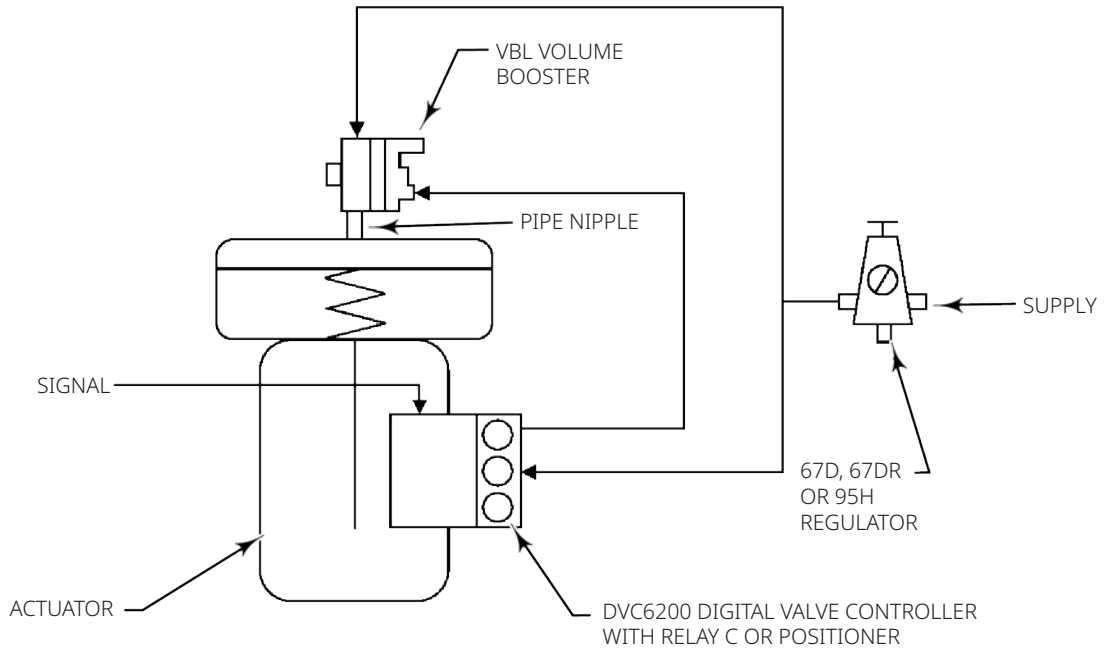 VBL VOLUME
BOOSTER
PIPE NIPPLE
SUPPLY
SIGNAL
67D, 67DR
OR 95H
REGULATOR
ACTUATOR
DVC6200 DIGITAL VALVE CONTROLLER
WITH RELAY C OR POSITIONER